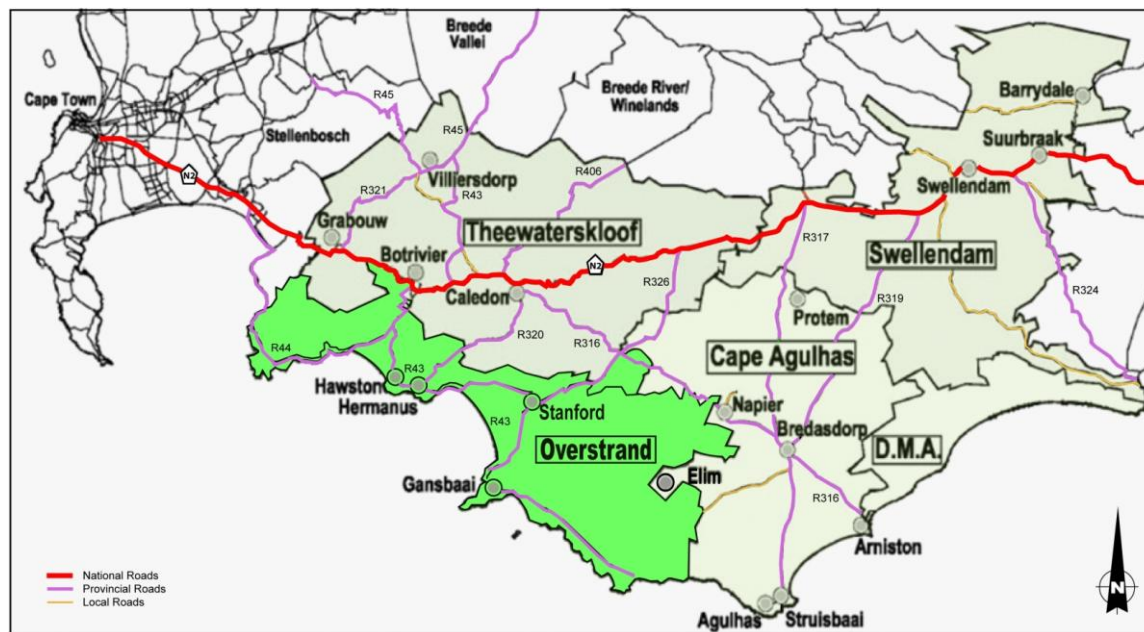 Breede
Vallei
Cape Town
R45
Stellenbosch
R45
Breede River/
Winelands
Barrydale
Suurbraak
N2
Villiersdorp
R406
Swellendam
R321
R43
Grabouw
Theewaterskloof
R317
Swellendam
Botrivier
N2
R326
R324
Caledon
R319
Protem
R320
R316
Cape Agulhas
R44
R43
Hawston
Hermanus
Stanford
Napier
R43
Overstrand
Bredasdorp
D.M.A.
Gansbaai
Elim
R316
Arniston
National Roads
Provincial Roads
Local Roads
N
Agulhas
Struisbaai